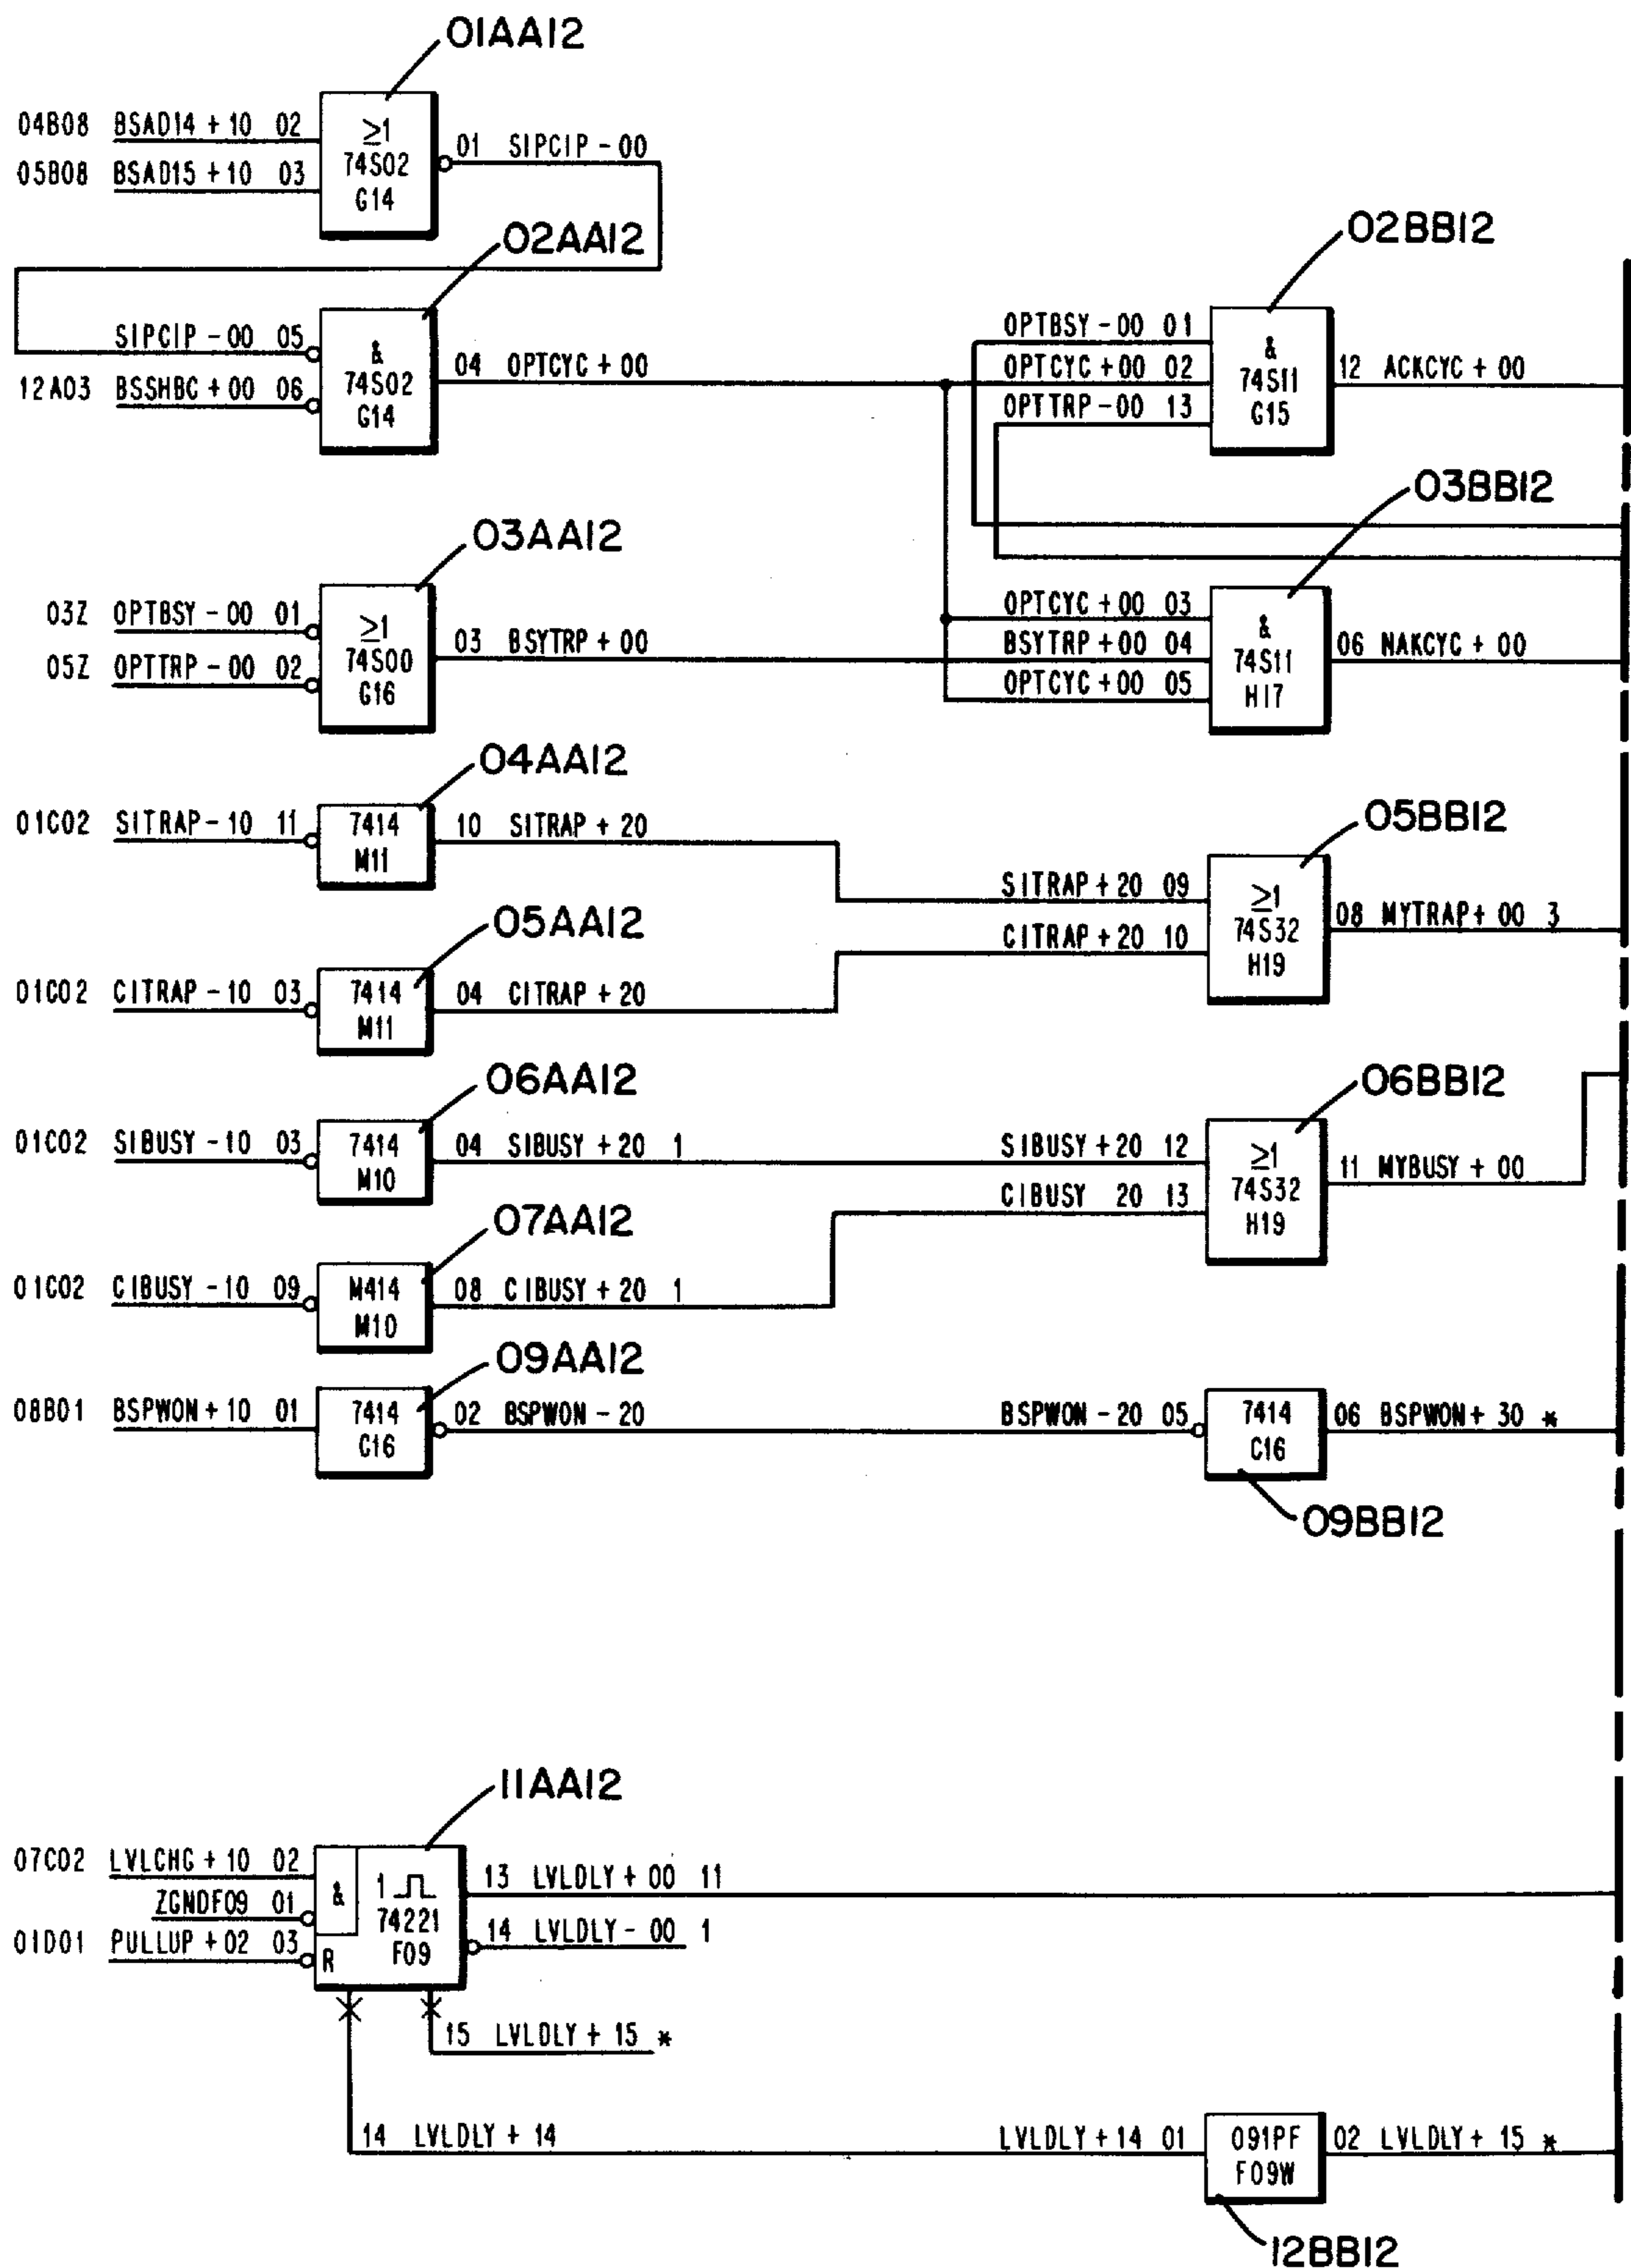 01AA12
04B08 BSAD14 + 10 02
≥1
01 SIPCIP - 00
05B08 BSAD15 + 10 03
74S02
G14
02AA12
02BB12
SIPCIP - 00 05
&
04 OPTCYC + 00
12A03 BSSHBC + 00 06
74S02
G14
OPTBSY - 00 01
OPTCYC + 00 02
OPTTRP - 00 13
&
74S11
G15
12 ACKCYC + 00
03BB12
03AA12
03Z OPTBSY - 00 01
≥1
74S00
G16
03 BSYTRP + 00
05Z OPTTRP - 00 02
OPTCYC + 00 03
BSYTRP + 00 04
OPTCYC + 00 05
&
74S11
H17
06 NAKCYC + 00
04AA12
01C02 SITRAP - 10 11
7414
M11
10 SITRAP + 20
05BB12
SITRAP + 20 09
CITRAP + 20 10
≥1
74S32
H19
08 MYTRAP + 00 3
05AA12
01C02 CITRAP - 10 03
7414
M11
04 CITRAP + 20
06AA12
06BB12
01C02 SIBUSY - 10 03
7414
M10
04 SIBUSY + 20 1
SIBUSY + 20 12
CIBUSY 20 13
≥1
74S32
H19
11 MYBUSY + 00
07AA12
01C02 CIBUSY - 10 09
M414
M10
08 CIBUSY + 20 1
09AA12
08B01 BSPWON + 10 01
7414
C16
02 BSPWON - 20
BSPWON - 20 05
7414
C16
06 BSPWON + 30 *
09BB12
11AA12
07C02 LVLCHG + 10 02
ZGNDF09 01
01D01 PULLUP + 02 03
&
R
1
74221
F09
13 LVLDLY + 00 11
14 LVLDLY - 00 1
15 LVLDLY + 15 *
14 LVLDLY + 14
LVLDLY + 14 01
091PF
F09W
02 LVLDLY + 15 *
12BB12